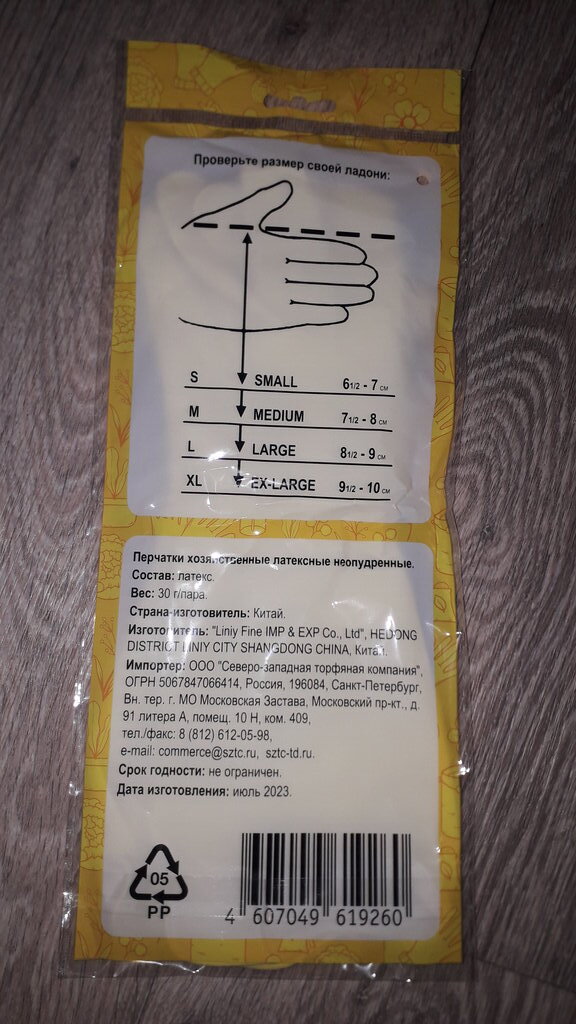 Проверьте размер своей ладони:
S SMALL 6 1/2 - 7 см
M MEDIUM 7 1/2 - 8 см
L LARGE 8 1/2 - 9 см
XL EX-LARGE 9 1/2 - 10 см
Перчатки хозяйственные латексные неопудренные.
Состав: латекс.
Вес: 30 г/пара.
Страна-изготовитель: Китай.
Изготовитель: "Liniy Fine IMP & EXP Co., Ltd", HEDONG
DISTRICT LINIY CITY SHANGDONG CHINA, Китай.
Импортер: ООО "Северо-западная торфяная компания",
ОГРН 5067847066414, Россия, 196084, Санкт-Петербург,
Вн. тер. г. МО Московская Застава, Московский пр-кт., д.
91 литера А, помещ. 10 Н, ком. 409,
тел./факс: 8 (812) 612-05-98,
e-mail: commerce@sztc.ru, sztc-td.ru.
Срок годности: не ограничен.
Дата изготовления: июль 2023.
05
PP
4 607049 619260